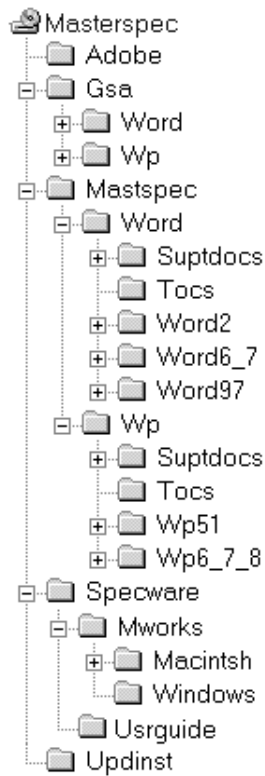 Masterspec
Adobe
Gsa
Word
Wp
Mastspec
Word
Suptdocs
Tocs
Word2
Word6_7
Word97
Wp
Suptdocs
Tocs
Wp51
Wp6_7_8
Specware
Mworks
Macintsh
Windows
Usrguide
Updinst